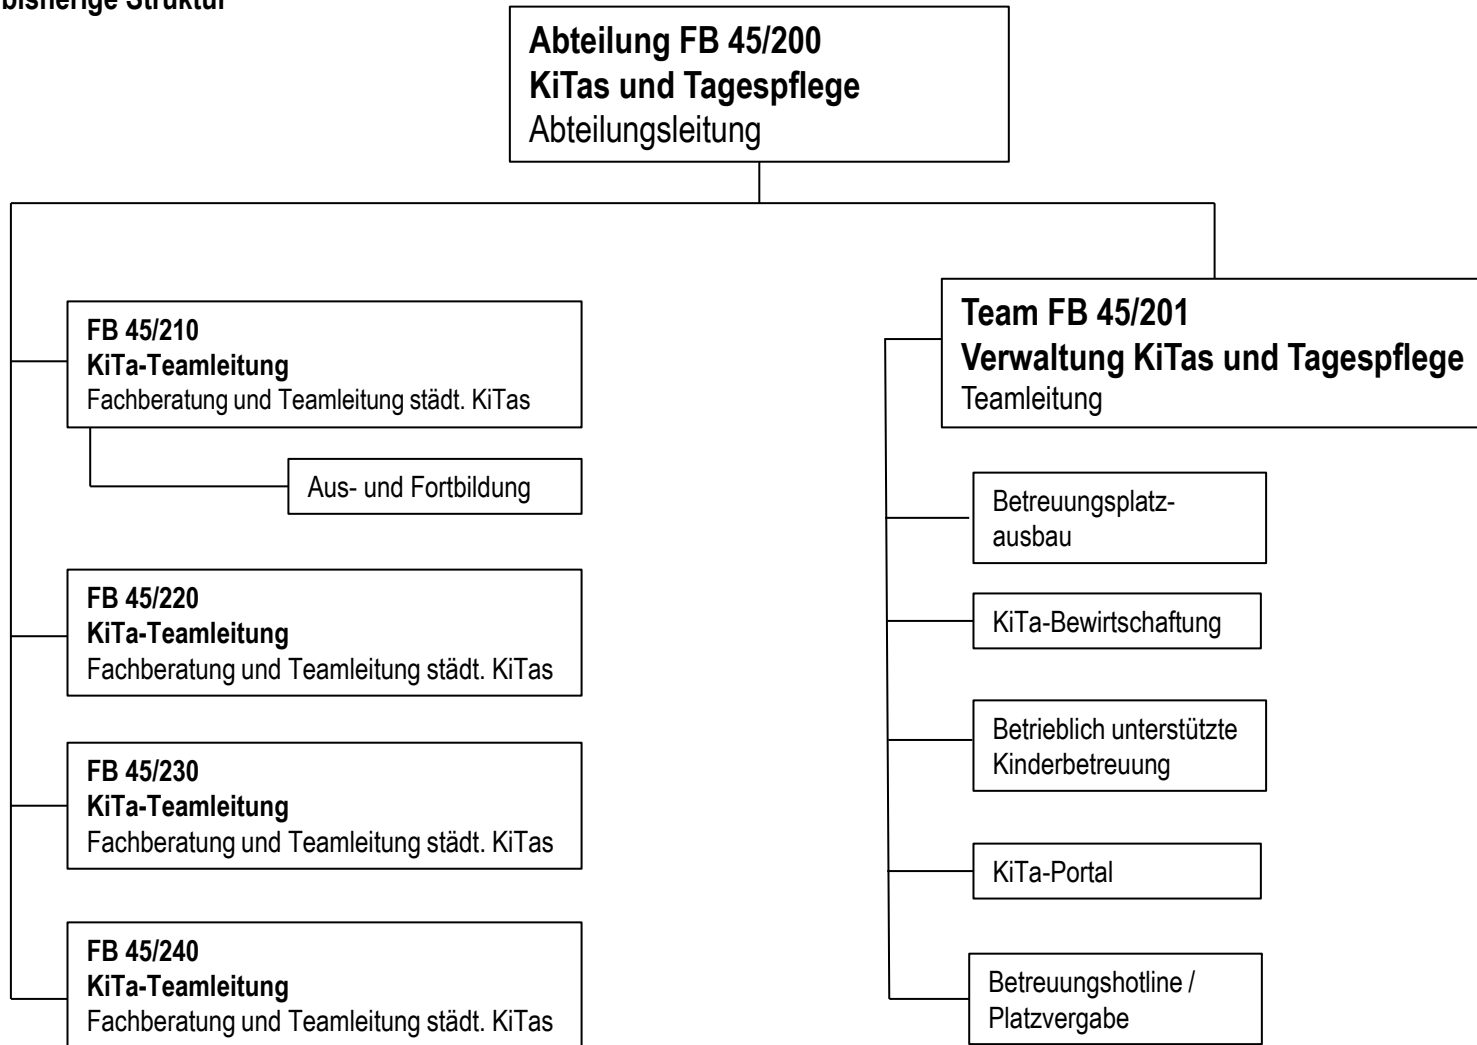 bisherige Struktur
Abteilung FB 45/200
KiTas und Tagespflege
Abteilungsleitung
FB 45/210
KiTa-Teamleitung
Fachberatung und Teamleitung städt. KiTas
Aus- und Fortbildung
FB 45/220
KiTa-Teamleitung
Fachberatung und Teamleitung städt. KiTas
FB 45/230
KiTa-Teamleitung
Fachberatung und Teamleitung städt. KiTas
FB 45/240
KiTa-Teamleitung
Fachberatung und Teamleitung städt. KiTas
Team FB 45/201
Verwaltung KiTas und Tagespflege
Teamleitung
Betreuungsplatz-
ausbau
KiTa-Bewirtschaftung
Betrieblich unterstützte
Kinderbetreuung
KiTa-Portal
Betreuungshotline /
Platzvergabe